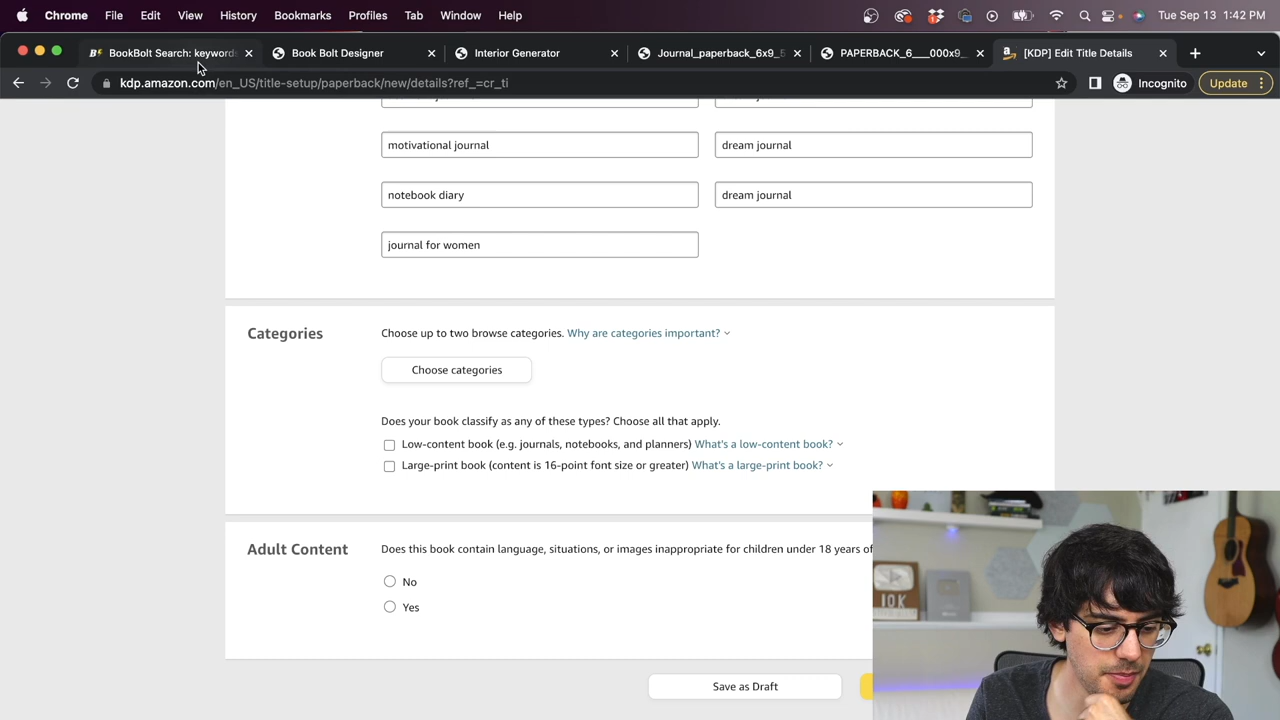 Chrome File Edit View History Bookmarks Profiles Tab Window Help Tue Sep 13 1:42 PM
BookBolt Search: keywords Book Bolt Designer Interior Generator Journal_paperback_6x9_5 PAPERBACK_6___000x9_ [KDP] Edit Title Details
kdp.amazon.com/en_US/title-setup/paperback/new/details?ref_=cr_ti Incognito Update
motivational journal dream journal
notebook diary dream journal
journal for women
Categories Choose up to two browse categories. Why are categories important?
Choose categories
Does your book classify as any of these types? Choose all that apply.
Low-content book (e.g. journals, notebooks, and planners) What's a low-content book?
Large-print book (content is 16-point font size or greater) What's a large-print book?
Adult Content Does this book contain language, situations, or images inappropriate for children under 18 years of
No
Yes
Save as Draft
10K